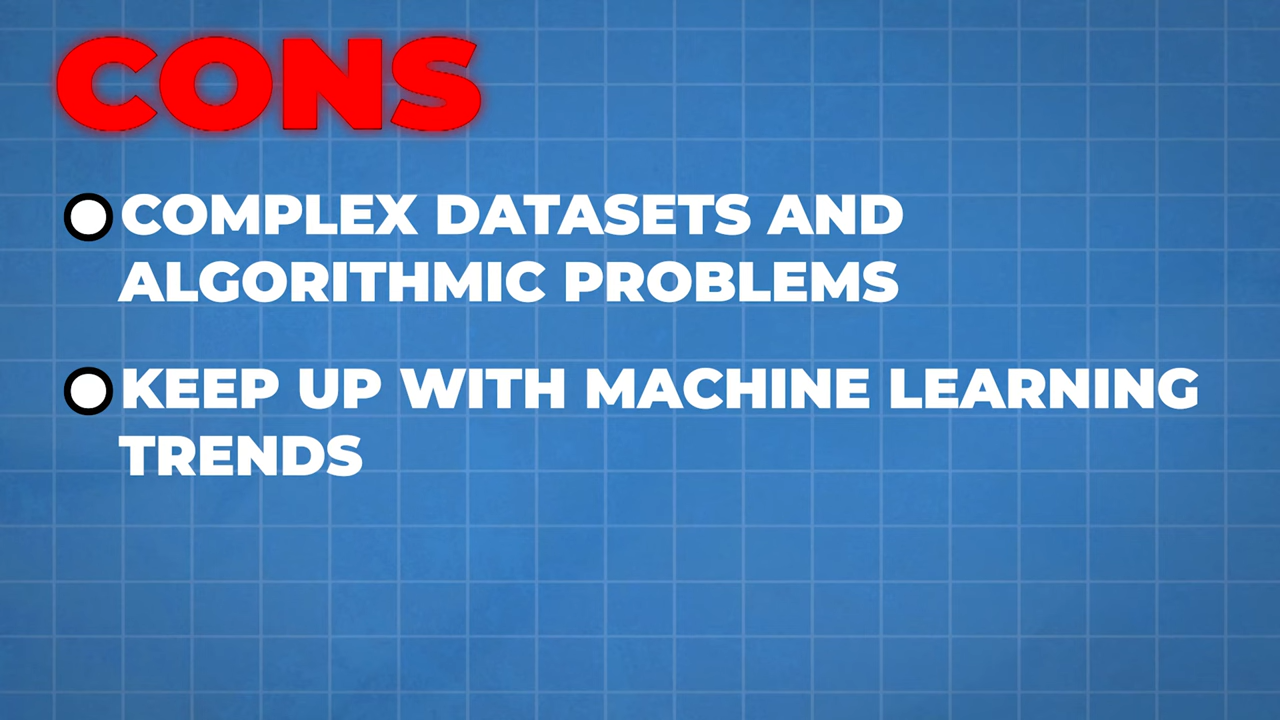 CONS
COMPLEX DATASETS AND
ALGORITHMIC PROBLEMS
KEEP UP WITH MACHINE LEARNING
TRENDS